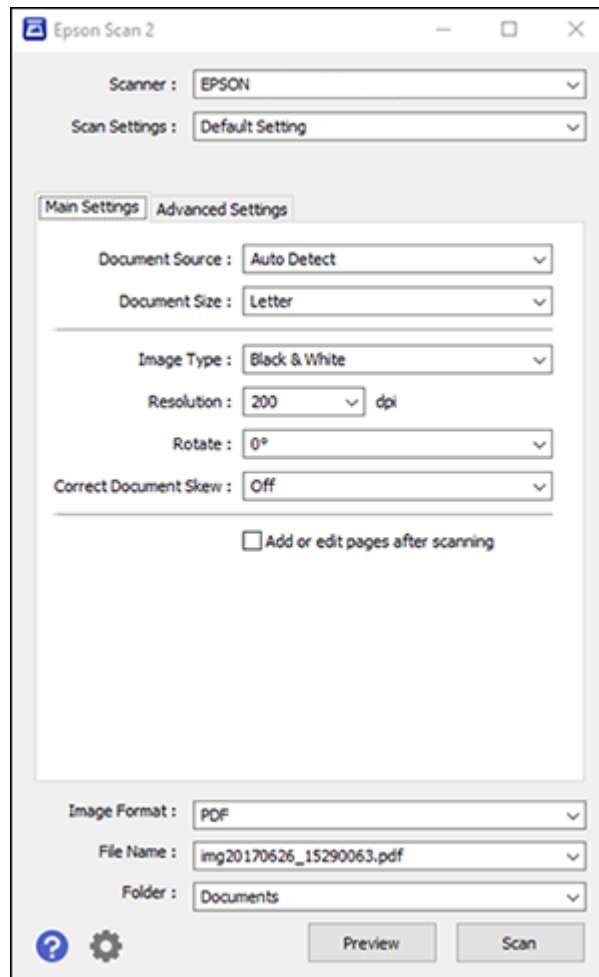 Epson Scan 2
Scanner : EPSON
Scan Settings : Default Setting
Main Settings Advanced Settings
Document Source : Auto Detect
Document Size : Letter
Image Type : Black & White
Resolution : 200 dpi
Rotate : 0°
Correct Document Skew : Off
Add or edit pages after scanning
Image Format : PDF
File Name : img20170626_15290063.pdf
Folder : Documents
? Preview Scan